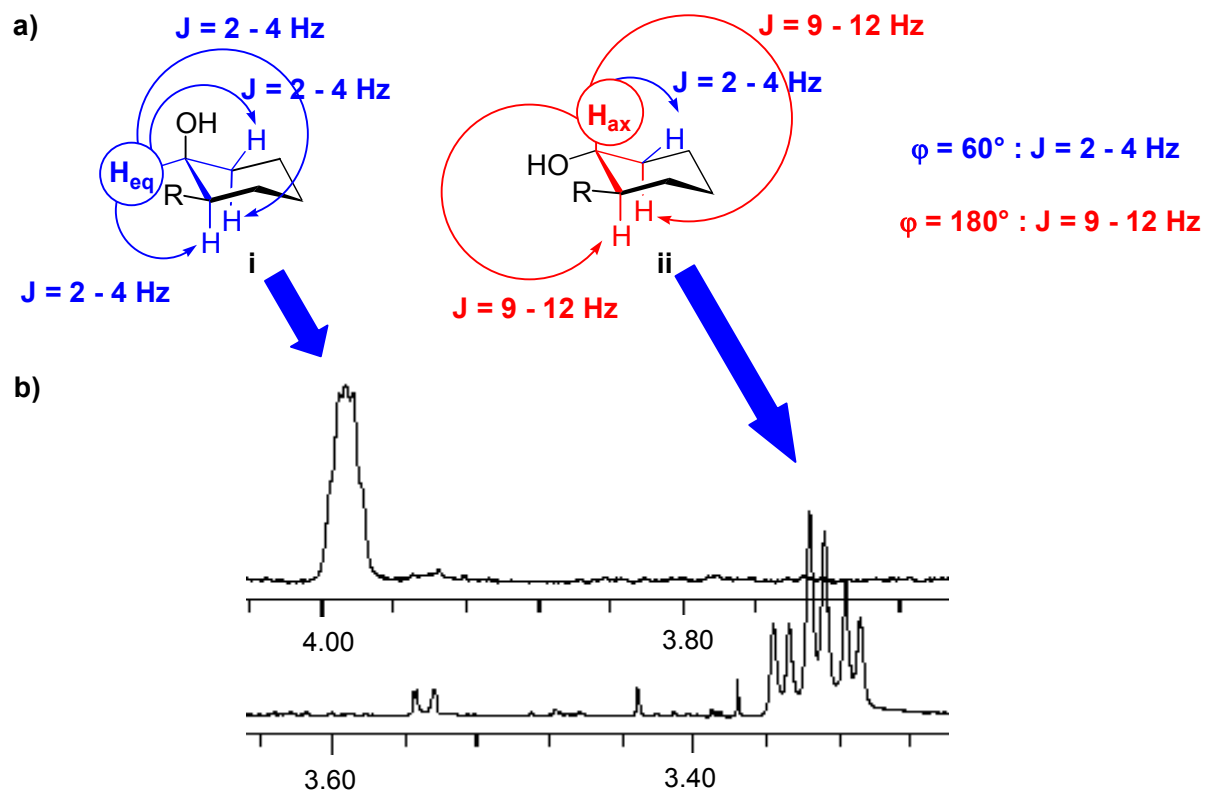 a)
J = 2 - 4 Hz
J = 2 - 4 Hz
OH
H
Heq
R
H
H
J = 2 - 4 Hz
i
J = 9 - 12 Hz
J = 2 - 4 Hz
Hax
H
HO
R
H
H
J = 9 - 12 Hz
ii
φ = 60° : J = 2 - 4 Hz
φ = 180° : J = 9 - 12 Hz
b)
4.00
3.80
3.60
3.40